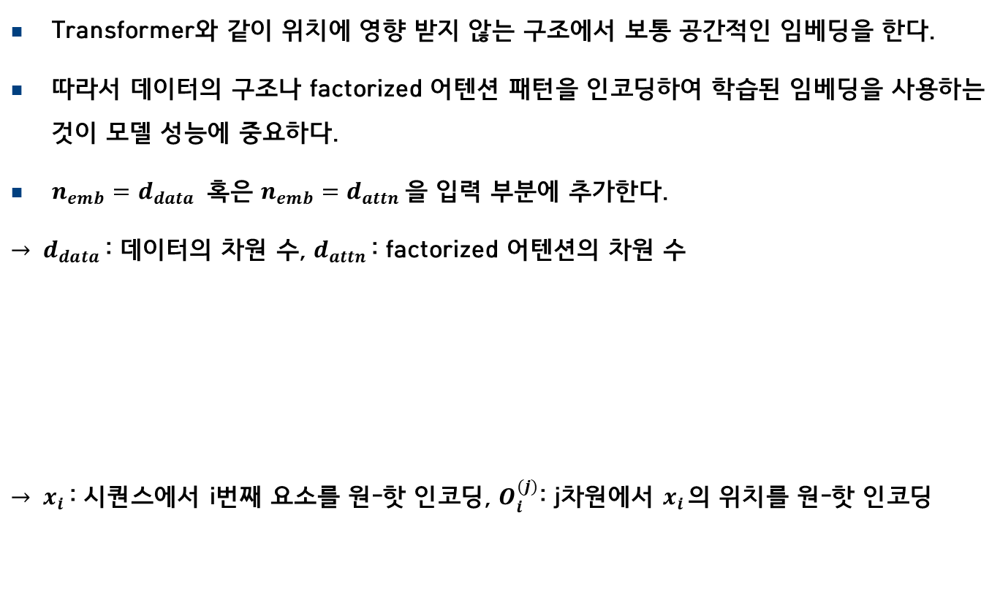 ■ Transformer와 같이 위치에 영향 받지 않는 구조에서 보통 공간적인 임베딩을 한다.
■ 따라서 데이터의 구조나 factorized 어텐션 패턴을 인코딩하여 학습된 임베딩을 사용하는
것이 모델 성능에 중요하다.
■ $n_{emb} = d_{data}$ 혹은 $n_{emb} = d_{attn}$ 을 입력 부분에 추가한다.
→ $d_{data}$ : 데이터의 차원 수, $d_{attn}$ : factorized 어텐션의 차원 수
→ $x_i$ : 시퀀스에서 i번째 요소를 원-핫 인코딩, $O_i^{(j)}$: j차원에서 $x_i$의 위치를 원-핫 인코딩